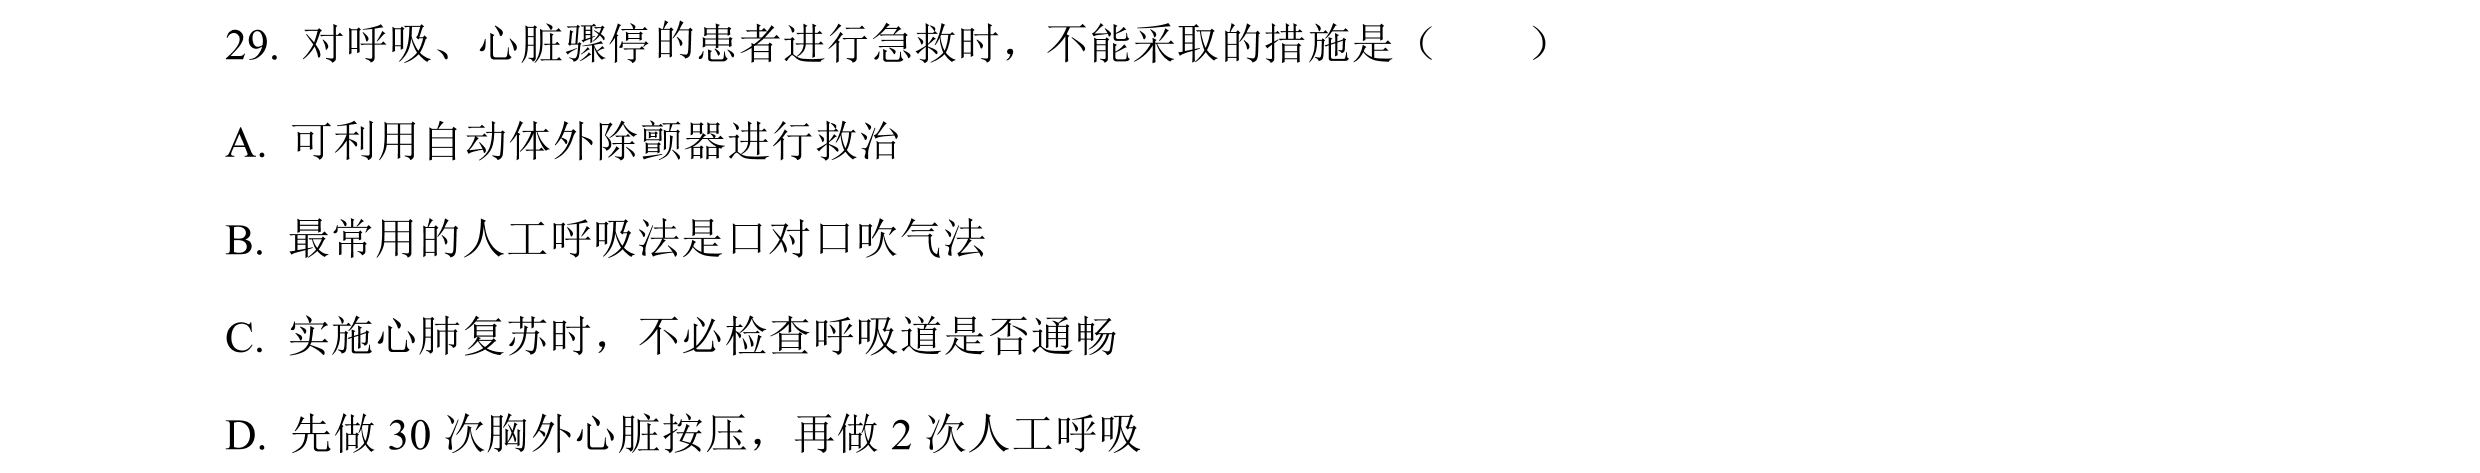 29. 对呼吸、心脏骤停的患者进行急救时，不能采取的措施是（　　）
A. 可利用自动体外除颤器进行救治
B. 最常用的人工呼吸法是口对口吹气法
C. 实施心肺复苏时，不必检查呼吸道是否通畅
D. 先做 30 次胸外心脏按压，再做 2 次人工呼吸